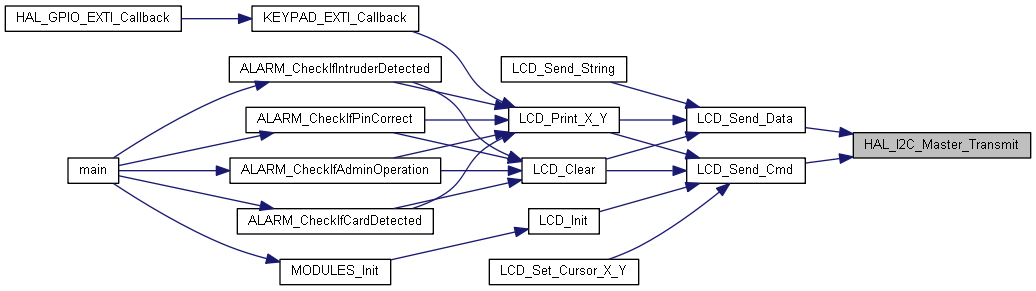 HAL_GPIO_EXTI_Callback
KEYPAD_EXTI_Callback
ALARM_CheckIfIntruderDetected
LCD_Send_String
ALARM_CheckIfPinCorrect
LCD_Print_X_Y
LCD_Send_Data
HAL_I2C_Master_Transmit
main
ALARM_CheckIfAdminOperation
LCD_Clear
LCD_Send_Cmd
ALARM_CheckIfCardDetected
LCD_Init
MODULES_Init
LCD_Set_Cursor_X_Y